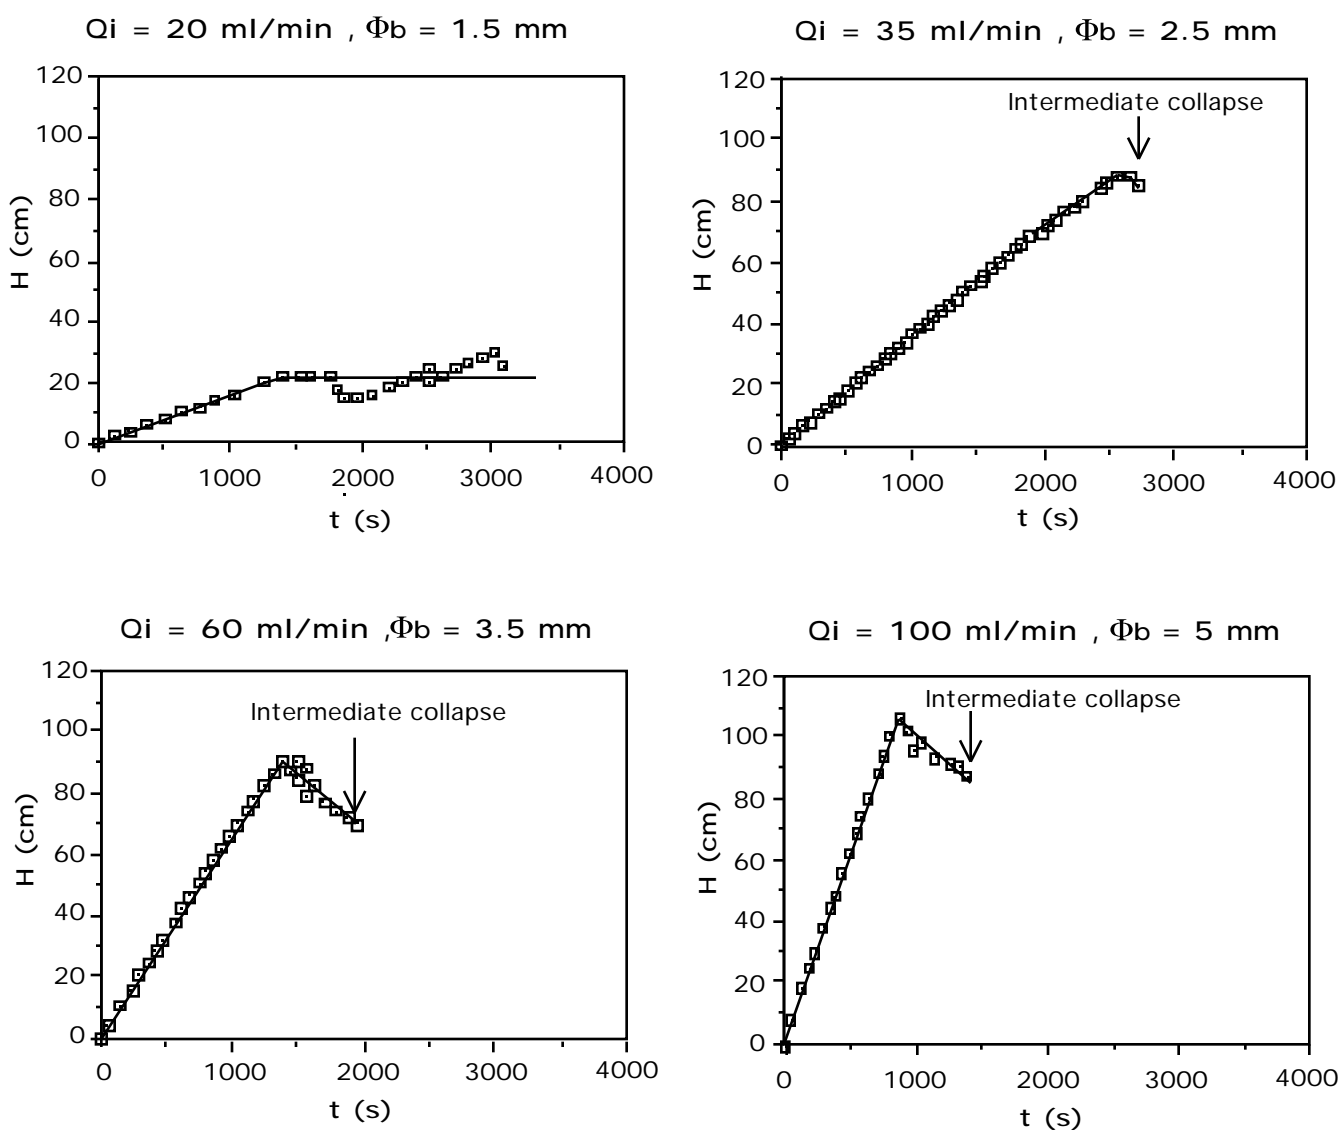 Qi = 20 ml/min , Φb = 1.5 mm
120
100
80
60
40
20
0
H (cm)
0 1000 2000 3000 4000
t (s)
Qi = 35 ml/min , Φb = 2.5 mm
Intermediate collapse
120
100
80
60
40
20
0
H (cm)
0 1000 2000 3000 4000
t (s)
Qi = 60 ml/min ,Φb = 3.5 mm
Intermediate collapse
120
100
80
60
40
20
0
H (cm)
0 1000 2000 3000 4000
t (s)
Qi = 100 ml/min , Φb = 5 mm
Intermediate collapse
120
100
80
60
40
20
0
H (cm)
0 1000 2000 3000 4000
t (s)